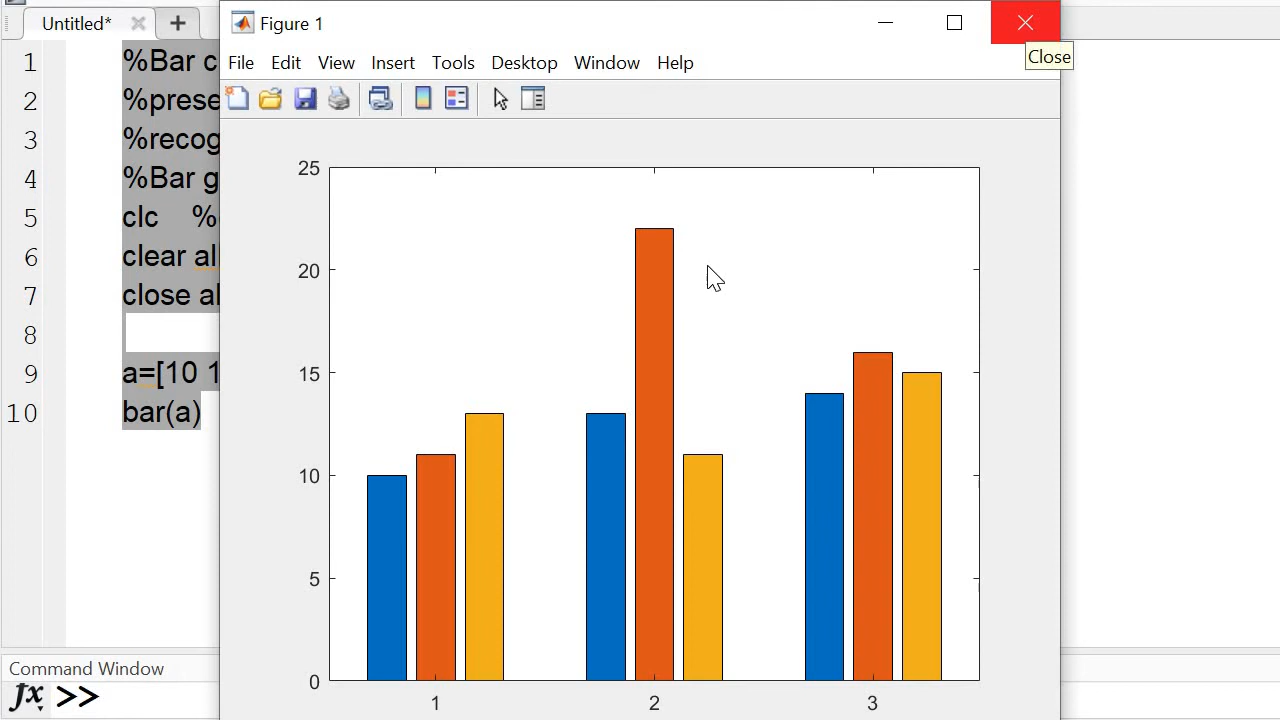 Untitled*
Figure 1
Close
File Edit View Insert Tools Desktop Window Help
1 %Bar c
2 %prese
3 %recog
4 %Bar g
5 clc %
6 clear al
7 close al
8
9 a=[10 1
10 bar(a)
25
20
15
10
5
0
1 2 3
Command Window
fx >>